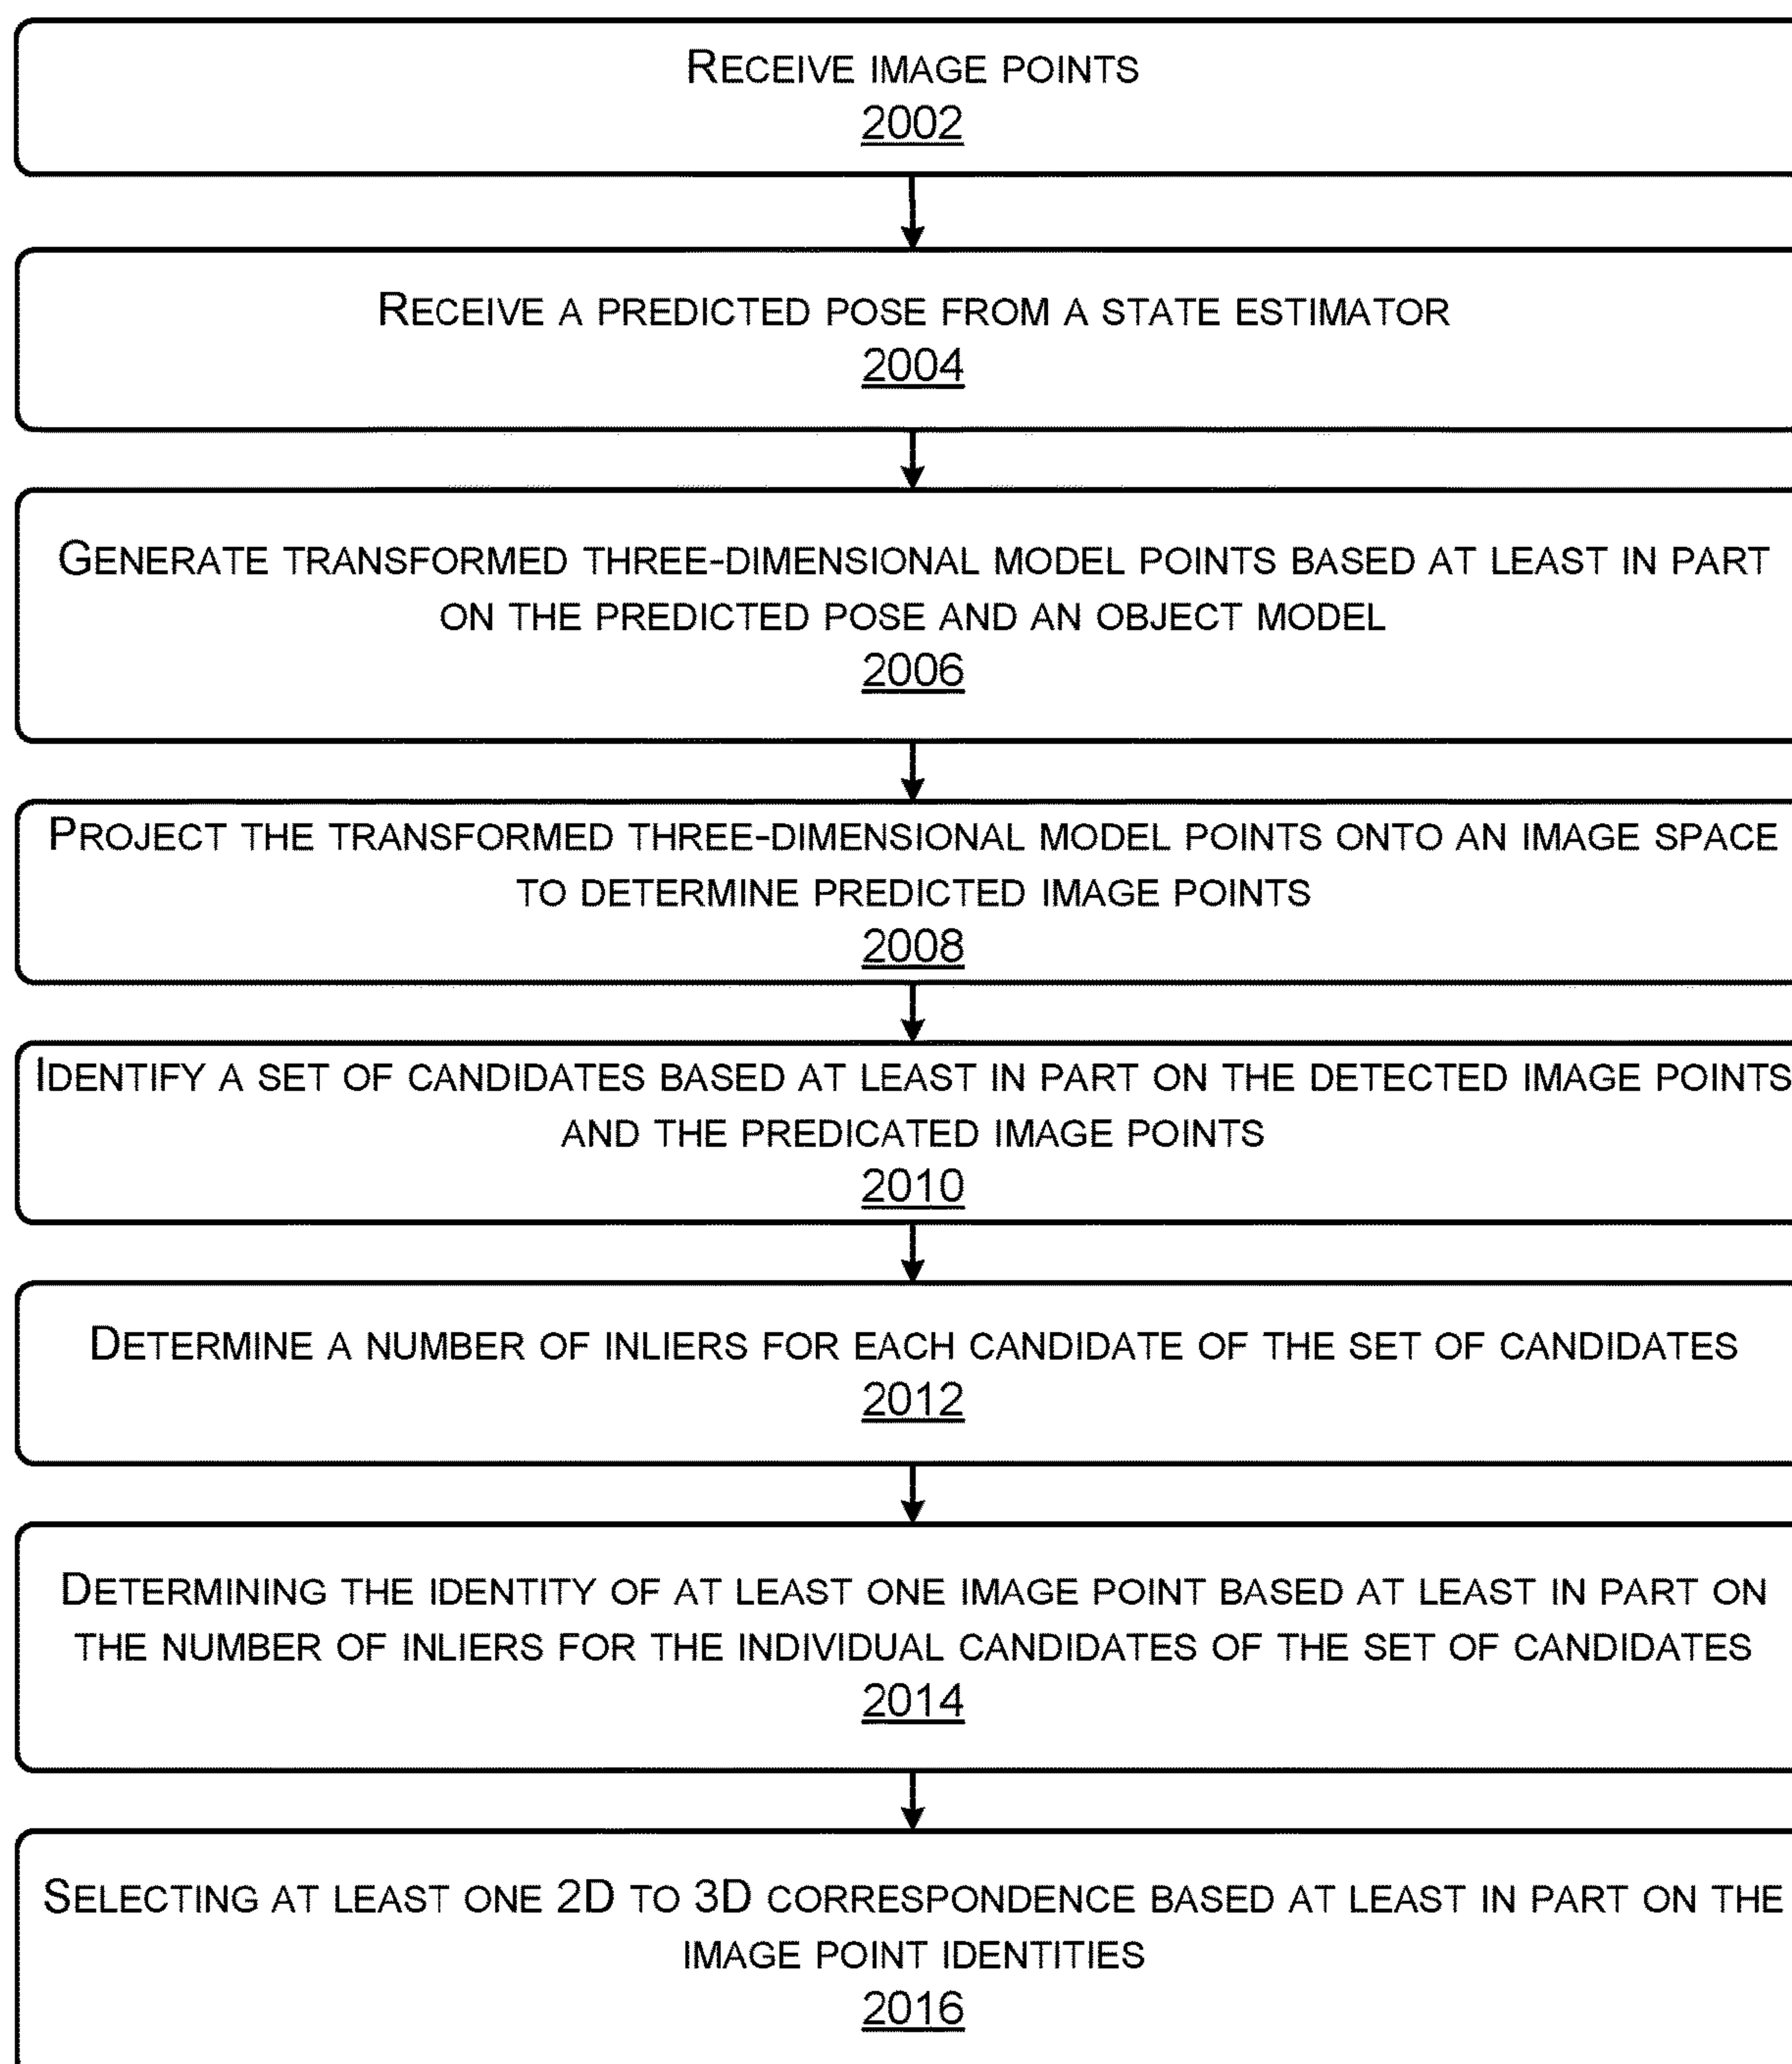 RECEIVE IMAGE POINTS
2002
RECEIVE A PREDICTED POSE FROM A STATE ESTIMATOR
2004
GENERATE TRANSFORMED THREE-DIMENSIONAL MODEL POINTS BASED AT LEAST IN PART
ON THE PREDICTED POSE AND AN OBJECT MODEL
2006
PROJECT THE TRANSFORMED THREE-DIMENSIONAL MODEL POINTS ONTO AN IMAGE SPACE
TO DETERMINE PREDICTED IMAGE POINTS
2008
IDENTIFY A SET OF CANDIDATES BASED AT LEAST IN PART ON THE DETECTED IMAGE POINTS
AND THE PREDICATED IMAGE POINTS
2010
DETERMINE A NUMBER OF INLIERS FOR EACH CANDIDATE OF THE SET OF CANDIDATES
2012
DETERMINING THE IDENTITY OF AT LEAST ONE IMAGE POINT BASED AT LEAST IN PART ON
THE NUMBER OF INLIERS FOR THE INDIVIDUAL CANDIDATES OF THE SET OF CANDIDATES
2014
SELECTING AT LEAST ONE 2D TO 3D CORRESPONDENCE BASED AT LEAST IN PART ON THE
IMAGE POINT IDENTITIES
2016